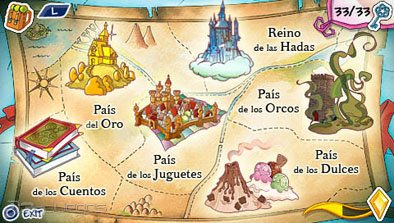 L
33/33
Reino
de las Hadas
País
del Oro
País
de los Orcos
País
de los Juguetes
País
de los Cuentos
País
de los Dulces
EXIT